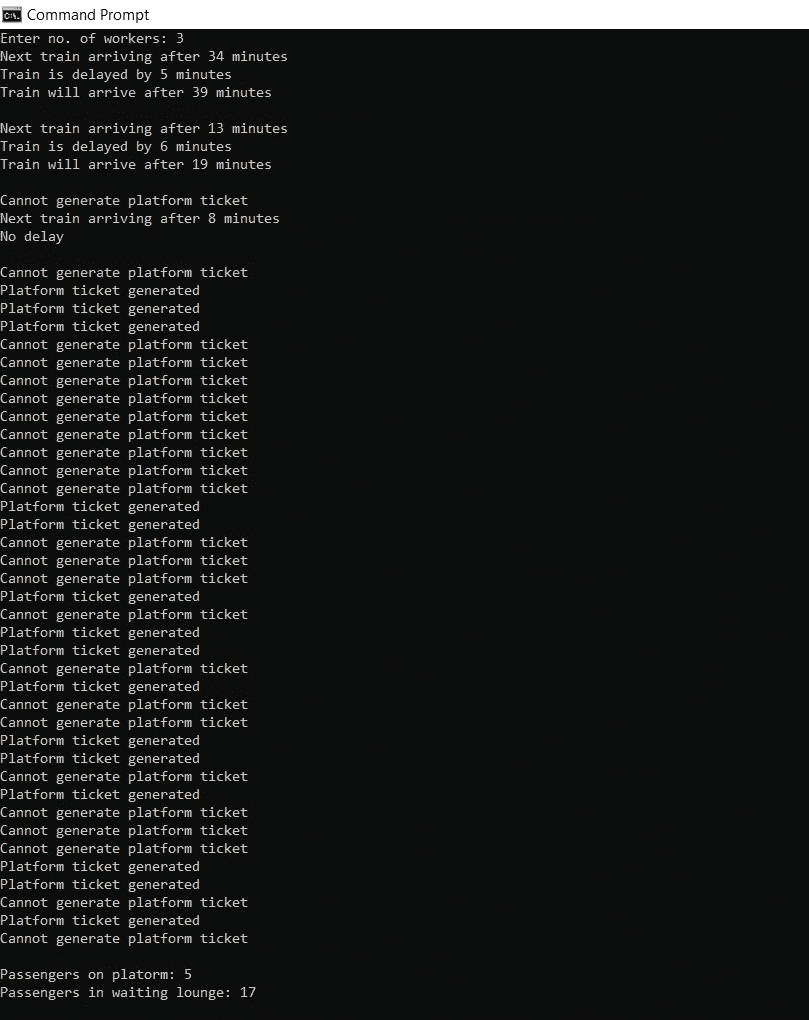 Command Prompt
Enter no. of workers: 3
Next train arriving after 34 minutes
Train is delayed by 5 minutes
Train will arrive after 39 minutes
Next train arriving after 13 minutes
Train is delayed by 6 minutes
Train will arrive after 19 minutes
Cannot generate platform ticket
Next train arriving after 8 minutes
No delay
Cannot generate platform ticket
Platform ticket generated
Platform ticket generated
Platform ticket generated
Cannot generate platform ticket
Cannot generate platform ticket
Cannot generate platform ticket
Cannot generate platform ticket
Cannot generate platform ticket
Cannot generate platform ticket
Cannot generate platform ticket
Cannot generate platform ticket
Cannot generate platform ticket
Platform ticket generated
Platform ticket generated
Cannot generate platform ticket
Cannot generate platform ticket
Cannot generate platform ticket
Platform ticket generated
Cannot generate platform ticket
Platform ticket generated
Platform ticket generated
Cannot generate platform ticket
Platform ticket generated
Cannot generate platform ticket
Cannot generate platform ticket
Platform ticket generated
Platform ticket generated
Cannot generate platform ticket
Platform ticket generated
Cannot generate platform ticket
Cannot generate platform ticket
Cannot generate platform ticket
Platform ticket generated
Platform ticket generated
Cannot generate platform ticket
Platform ticket generated
Cannot generate platform ticket
Passengers on platorm: 5
Passengers in waiting lounge: 17